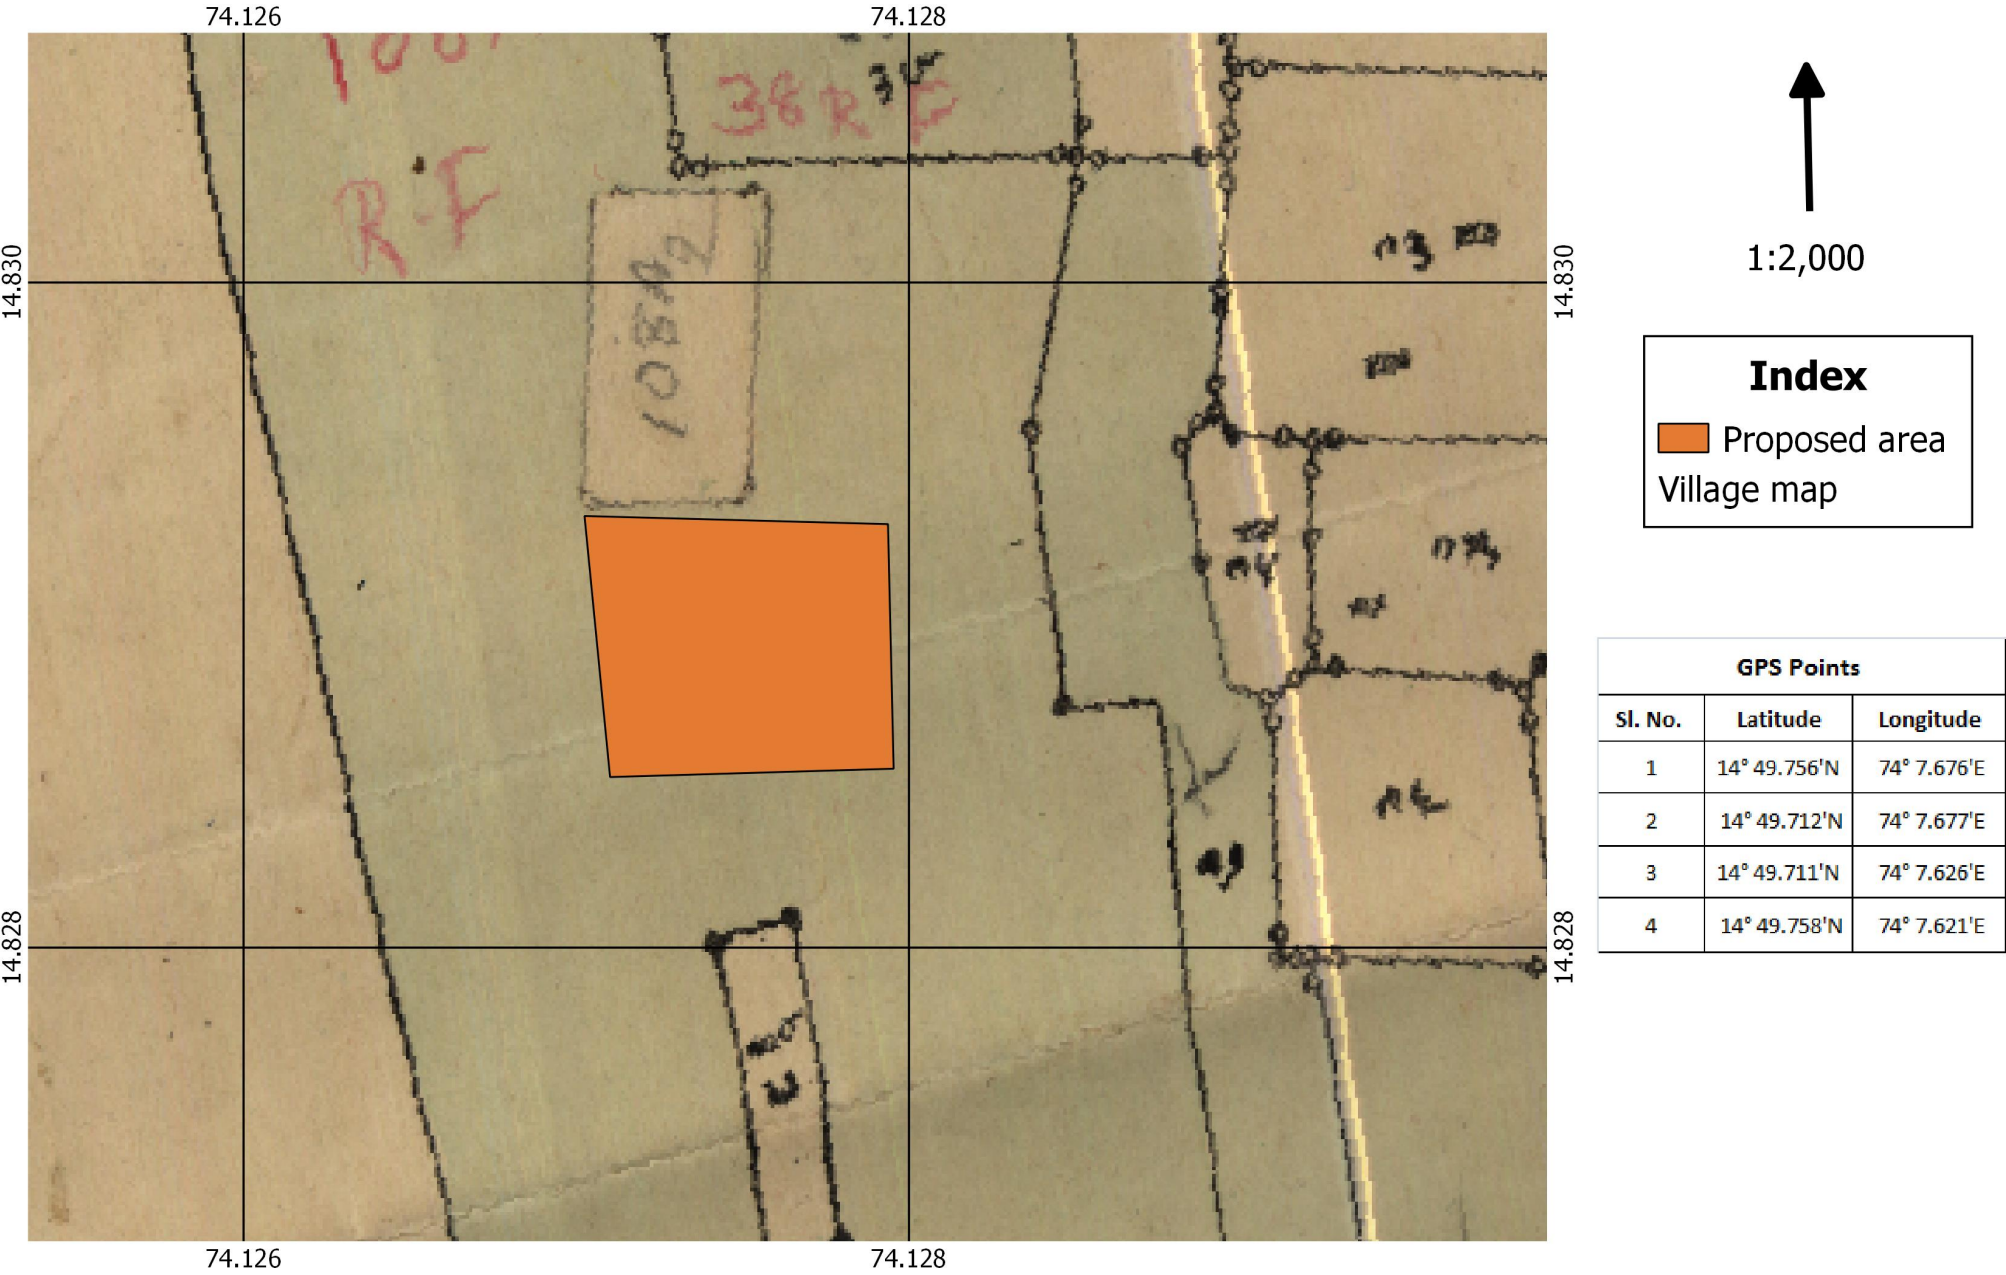 74.126 74.128
38 R F
R.F
108A2
14.830 14.830
14.828 14.828
74.126 74.128
1:2,000
Index
Proposed area
Village map
GPS Points
Sl. No. Latitude Longitude
1 14° 49.756'N 74° 7.676'E
2 14° 49.712'N 74° 7.677'E
3 14° 49.711'N 74° 7.626'E
4 14° 49.758'N 74° 7.621'E